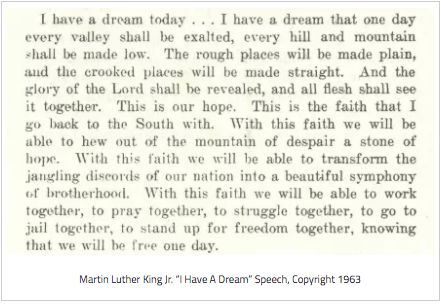 I have a dream today . . . I have a dream that one day
every valley shall be exalted, every hill and mountain
shall be made low. The rough places will be made plain,
and the crooked places will be made straight. And the
glory of the Lord shall be revealed, and all flesh shall see
it together. This is our hope. This is the faith that I
go back to the South with. With this faith we will be
able to hew out of the mountain of despair a stone of
hope. With this faith we will be able to transform the
jangling discords of our nation into a beautiful symphony
of brotherhood. With this faith we will be able to work
together, to pray together, to struggle together, to go to
jail together, to stand up for freedom together, knowing
that we will be free one day.
Martin Luther King Jr. “I Have A Dream” Speech, Copyright 1963